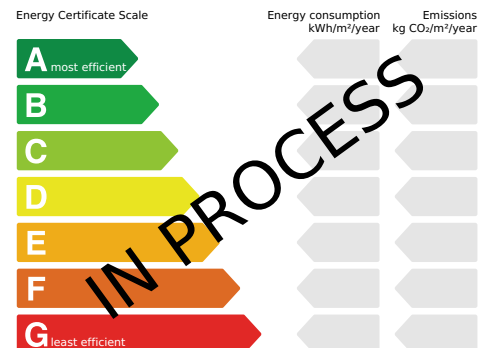 Energy Certificate Scale
Energy consumption
kWh/m²/year
Emissions
kg CO₂/m²/year
A most efficient
B
C
D
E
F
G least efficient
IN PROCESS